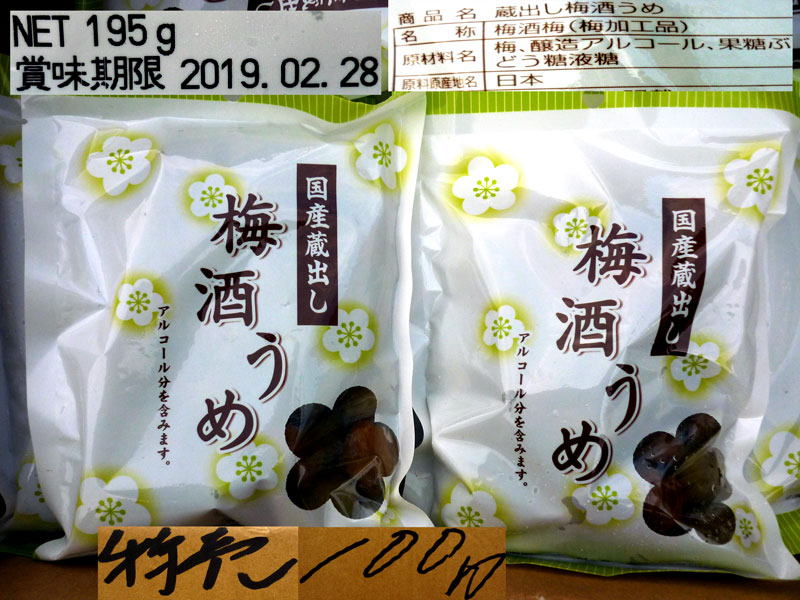 NET 195g
賞味期限 2019.02.28
商品名 蔵出し梅酒うめ
名称 梅酒梅(梅加工品)
原材料名 梅、醸造アルコール、果糖ぶ
どう糖液糖
原料原産地名 日本
国産蔵出し
梅酒うめ
アルコール分を含みます。
国産蔵出し
梅酒うめ
アルコール分を含みます。
特売 100円